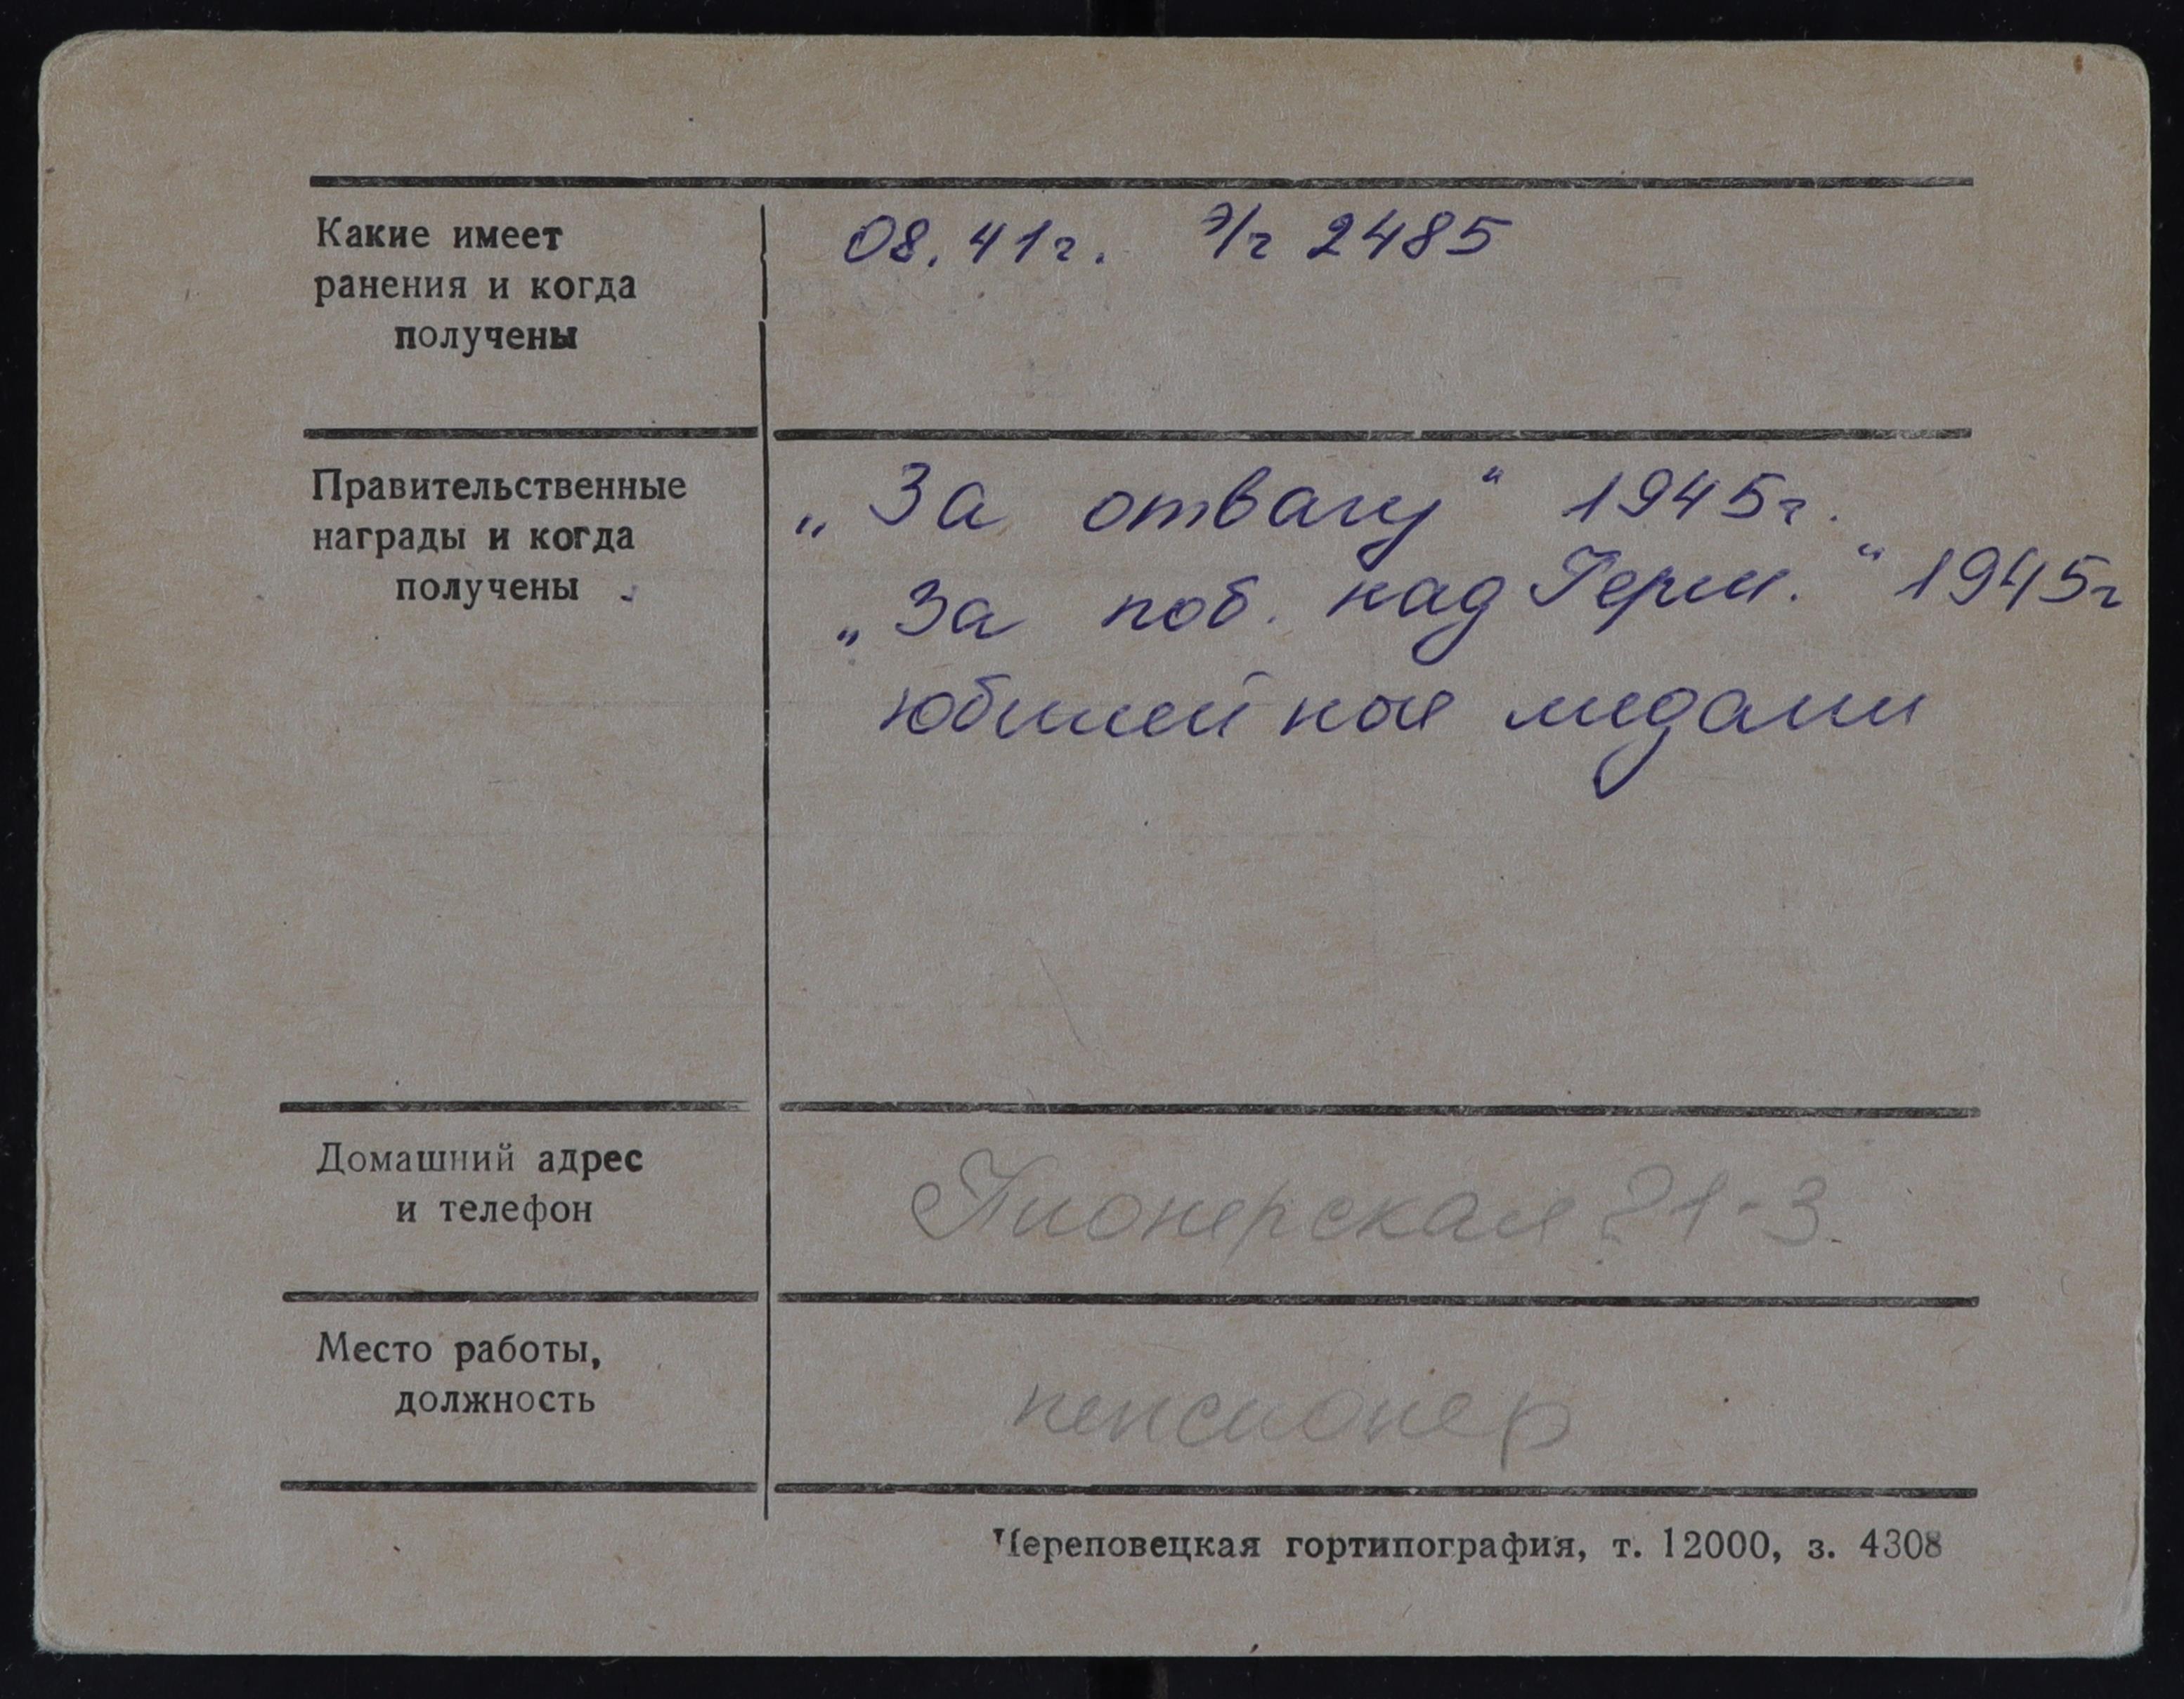 Какие имеет
ранения и когда
получены
08.41г. э/г 2485
Правительственные
награды и когда
получены
„За отвагу“ 1945г.
„За поб. над Герм.“ 1945г
юбилейные медали
Домашний адрес
и телефон
Пионерская 21-3.
Место работы,
должность
пенсионер
Череповецкая гортипография, т. 12000, з. 4308